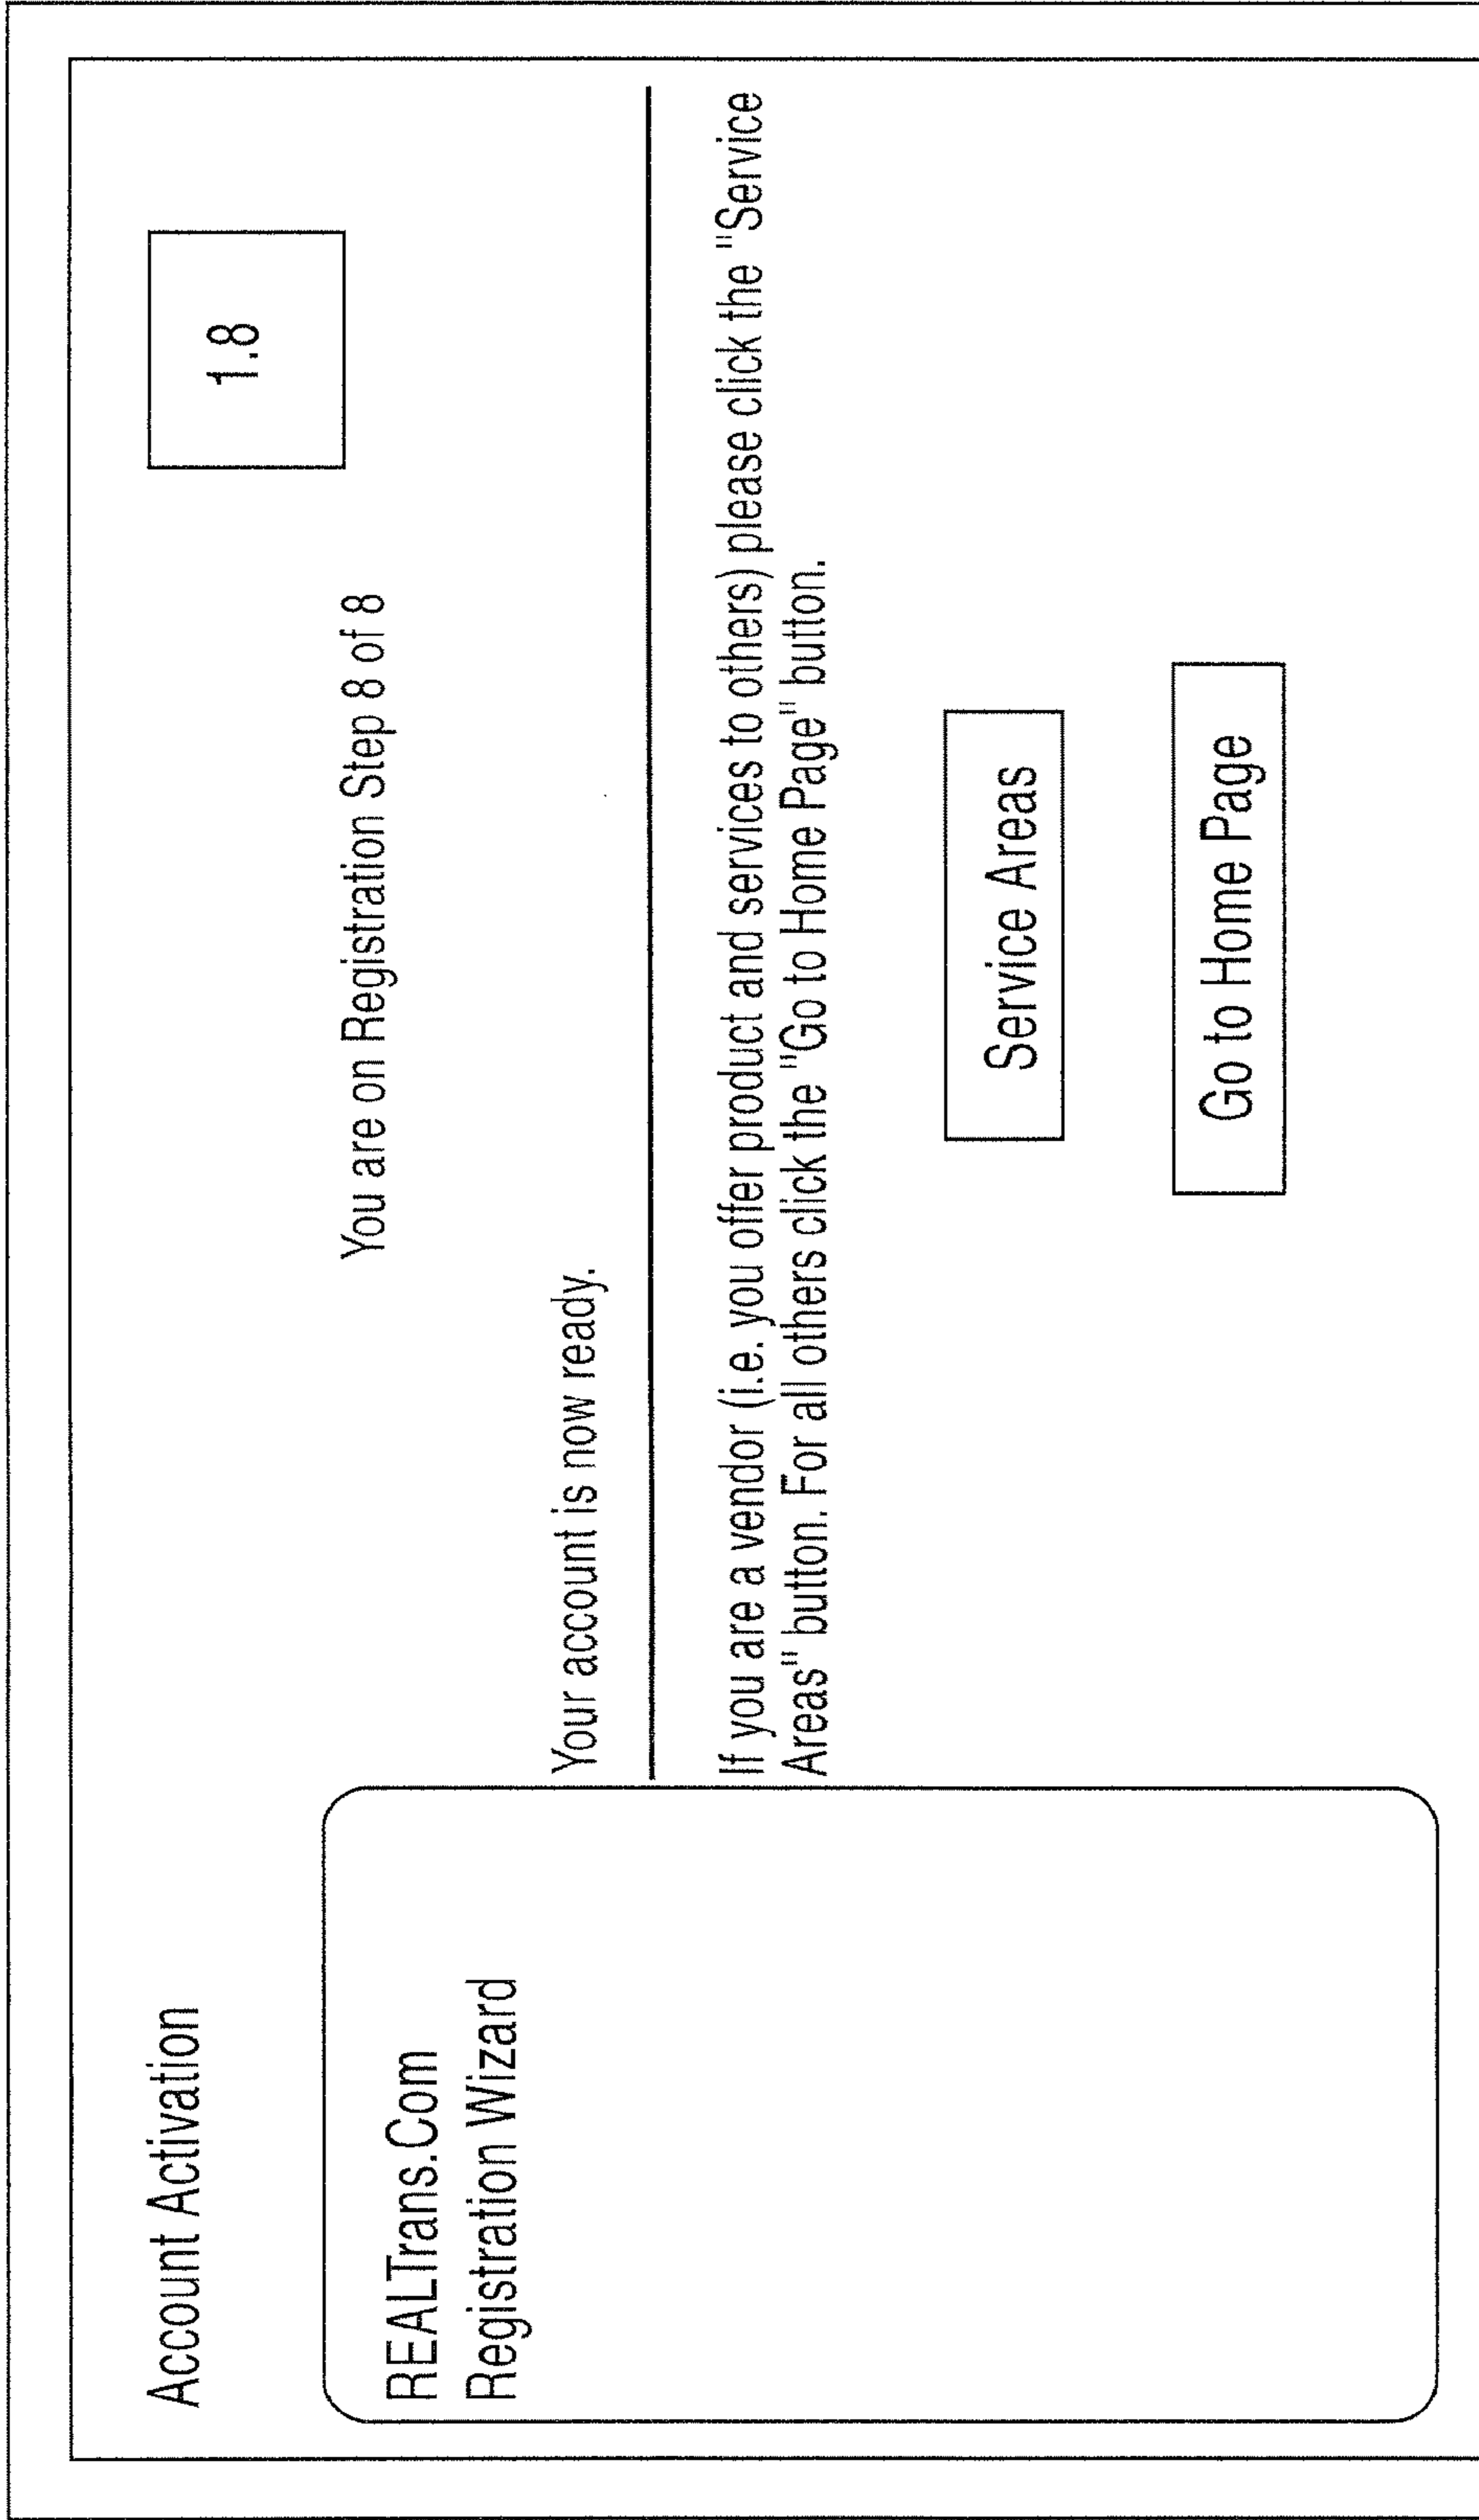 Account Activation
1.8
REALTrans.Com
Registration Wizard
You are on Registration Step 8 of 8
Your account is now ready.
If you are a vendor (i.e. you offer product and services to others) please click the "Service
Areas" button. For all others click the "Go to Home Page" button.
Service Areas
Go to Home Page